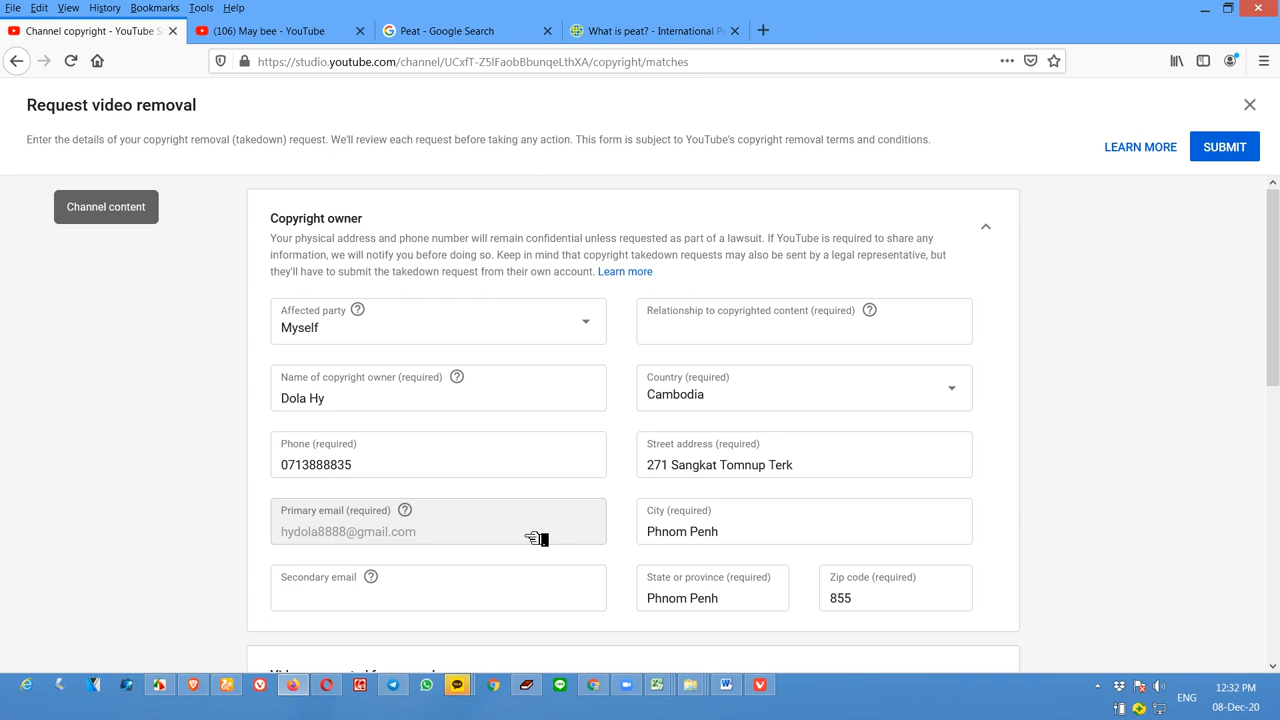 File Edit View History Bookmarks Tools Help
Channel copyright - YouTube S
(106) May bee - YouTube
Peat - Google Search
What is peat? - International Pe
https://studio.youtube.com/channel/UCxfT-Z5lFaobBbunqeLthXA/copyright/matches
Request video removal
Enter the details of your copyright removal (takedown) request. We'll review each request before taking any action. This form is subject to YouTube's copyright removal terms and conditions.
LEARN MORE
SUBMIT
Channel content
Copyright owner
Your physical address and phone number will remain confidential unless requested as part of a lawsuit. If YouTube is required to share any
information, we will notify you before doing so. Keep in mind that copyright takedown requests may also be sent by a legal representative, but
they'll have to submit the takedown request from their own account. Learn more
Affected party
Myself
Relationship to copyrighted content (required)
Name of copyright owner (required)
Dola Hy
Country (required)
Cambodia
Phone (required)
0713888835
Street address (required)
271 Sangkat Tomnup Terk
Primary email (required)
hydola8888@gmail.com
City (required)
Phnom Penh
Secondary email
State or province (required)
Phnom Penh
Zip code (required)
855
ENG
12:32 PM
08-Dec-20